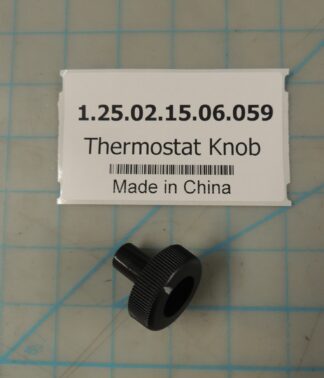 1.25.02.15.06.059
Thermostat Knob
Made in China